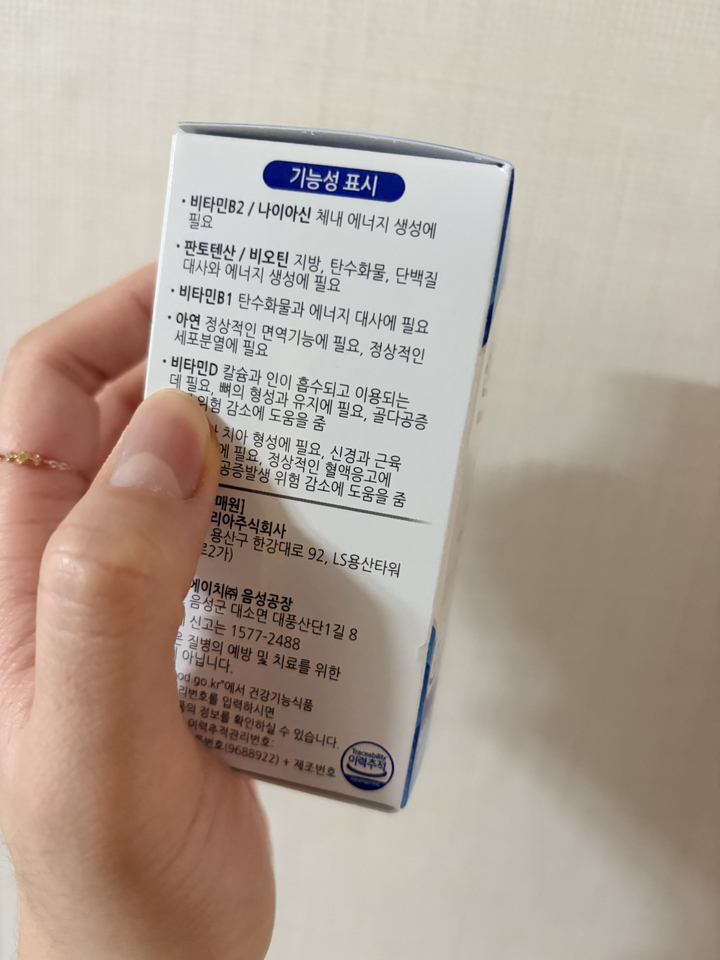 기능성 표시
• 비타민B2 / 나이아신 체내 에너지 생성에
필요
• 판토텐산 / 비오틴 지방, 탄수화물, 단백질
대사와 에너지 생성에 필요
• 비타민B1 탄수화물과 에너지 대사에 필요
• 아연 정상적인 면역기능에 필요, 정상적인
세포분열에 필요
• 비타민D 칼슘과 인이 흡수되고 이용되는
데 필요, 뼈의 형성과 유지에 필요, 골다공증
위험 감소에 도움을 줌
치아 형성에 필요, 신경과 근육
에 필요, 정상적인 혈액응고에
공증발생 위험 감소에 도움을 줌
매원]
리아주식회사
용산구 한강대로 92, LS용산타워
로2가)
에이치㈜ 음성공장
음성군 대소면 대풍산단1길 8
신고는 1577-2488
질병의 예방 및 치료를 위한
아닙니다.
od.go.kr"에서 건강기능식품
리번호를 입력하시면
품의 정보를 확인하실 수 있습니다.
이력추적관리번호:
번호(9688922) + 제조번호
Traceability
이력추적